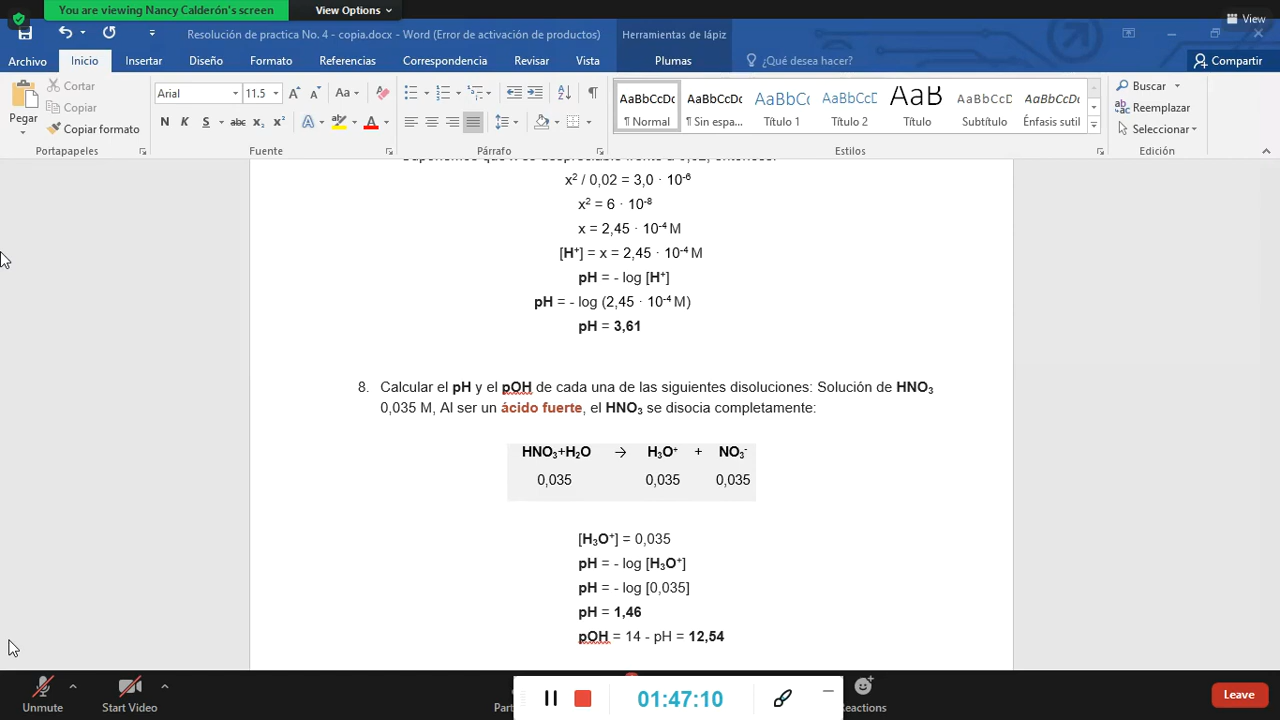 You are viewing Nancy Calderón's screen
View Options
View
Resolución de practica No. 4 - copia.docx - Word (Error de activación de productos)
Herramientas de lápiz
Archivo Inicio Insertar Diseño Formato Referencias Correspondencia Revisar Vista Plumas ¿Qué desea hacer? Compartir
Pegar
Cortar
Copiar
Copiar formato
Arial 11.5
N K S abc x₂ x²
AaBbCcDc AaBbCcDc AaBbCc AaBbCcD AaB AaBbCcD AaBbCcDc
¶ Normal ¶ Sin espa... Título 1 Título 2 Título Subtítulo Énfasis sutil
Buscar
Reemplazar
Seleccionar
Portapapeles Fuente Párrafo Estilos Edición
x² / 0,02 = 3,0 · 10⁻⁶
x² = 6 · 10⁻⁸
x = 2,45 · 10⁻⁴ M
[H⁺] = x = 2,45 · 10⁻⁴ M
pH = - log [H⁺]
pH = - log (2,45 · 10⁻⁴ M)
pH = 3,61
8. Calcular el pH y el pOH de cada una de las siguientes disoluciones: Solución de HNO₃
0,035 M, Al ser un ácido fuerte, el HNO₃ se disocia completamente:
HNO₃+H₂O → H₃O⁺ + NO₃⁻
0,035 0,035 0,035
[H₃O⁺] = 0,035
pH = - log [H₃O⁺]
pH = - log [0,035]
pH = 1,46
pOH = 14 - pH = 12,54
Unmute
Start Video
01:47:10
Leave